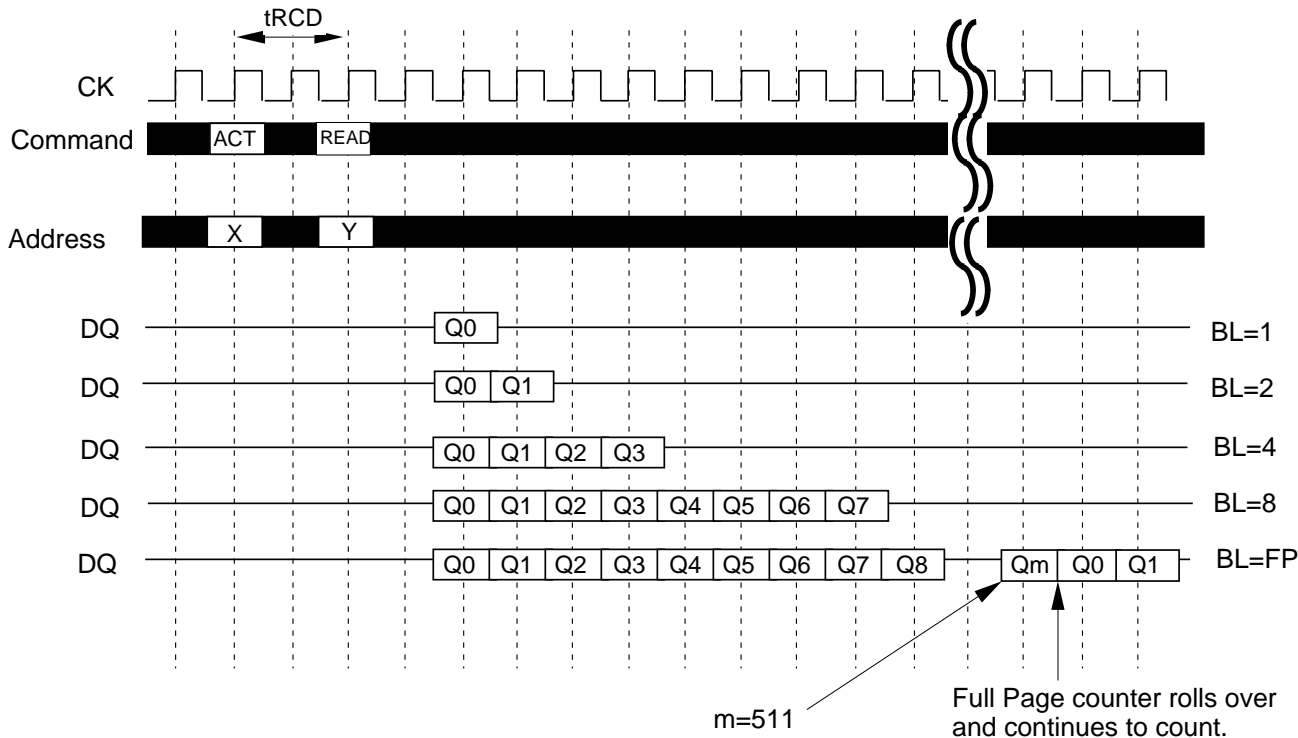 tRCD
CK
Command ACT READ
Address X Y
DQ Q0 BL=1
DQ Q0 Q1 BL=2
DQ Q0 Q1 Q2 Q3 BL=4
DQ Q0 Q1 Q2 Q3 Q4 Q5 Q6 Q7 BL=8
DQ Q0 Q1 Q2 Q3 Q4 Q5 Q6 Q7 Q8 Qm Q0 Q1 BL=FP
m=511
Full Page counter rolls over
and continues to count.